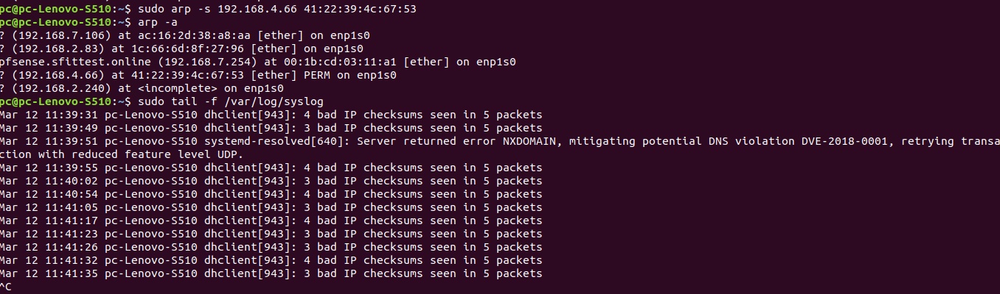 pc@pc-Lenovo-S510:~$ sudo arp -s 192.168.4.66 41:22:39:4c:67:53
pc@pc-Lenovo-S510:~$ arp -a
? (192.168.7.106) at ac:16:2d:38:a8:aa [ether] on enp1s0
? (192.168.2.83) at 1c:66:6d:8f:27:96 [ether] on enp1s0
pfsense.sfittest.online (192.168.7.254) at 00:1b:cd:03:11:a1 [ether] on enp1s0
? (192.168.4.66) at 41:22:39:4c:67:53 [ether] PERM on enp1s0
? (192.168.2.240) at <incomplete> on enp1s0
pc@pc-Lenovo-S510:~$ sudo tail -f /var/log/syslog
Mar 12 11:39:31 pc-Lenovo-S510 dhclient[943]: 4 bad IP checksums seen in 5 packets
Mar 12 11:39:49 pc-Lenovo-S510 dhclient[943]: 3 bad IP checksums seen in 5 packets
Mar 12 11:39:51 pc-Lenovo-S510 systemd-resolved[640]: Server returned error NXDOMAIN, mitigating potential DNS violation DVE-2018-0001, retrying transa
ction with reduced feature level UDP.
Mar 12 11:39:55 pc-Lenovo-S510 dhclient[943]: 4 bad IP checksums seen in 5 packets
Mar 12 11:40:02 pc-Lenovo-S510 dhclient[943]: 3 bad IP checksums seen in 5 packets
Mar 12 11:40:54 pc-Lenovo-S510 dhclient[943]: 4 bad IP checksums seen in 5 packets
Mar 12 11:41:05 pc-Lenovo-S510 dhclient[943]: 3 bad IP checksums seen in 5 packets
Mar 12 11:41:17 pc-Lenovo-S510 dhclient[943]: 4 bad IP checksums seen in 5 packets
Mar 12 11:41:23 pc-Lenovo-S510 dhclient[943]: 3 bad IP checksums seen in 5 packets
Mar 12 11:41:26 pc-Lenovo-S510 dhclient[943]: 3 bad IP checksums seen in 5 packets
Mar 12 11:41:32 pc-Lenovo-S510 dhclient[943]: 4 bad IP checksums seen in 5 packets
Mar 12 11:41:35 pc-Lenovo-S510 dhclient[943]: 3 bad IP checksums seen in 5 packets
^C